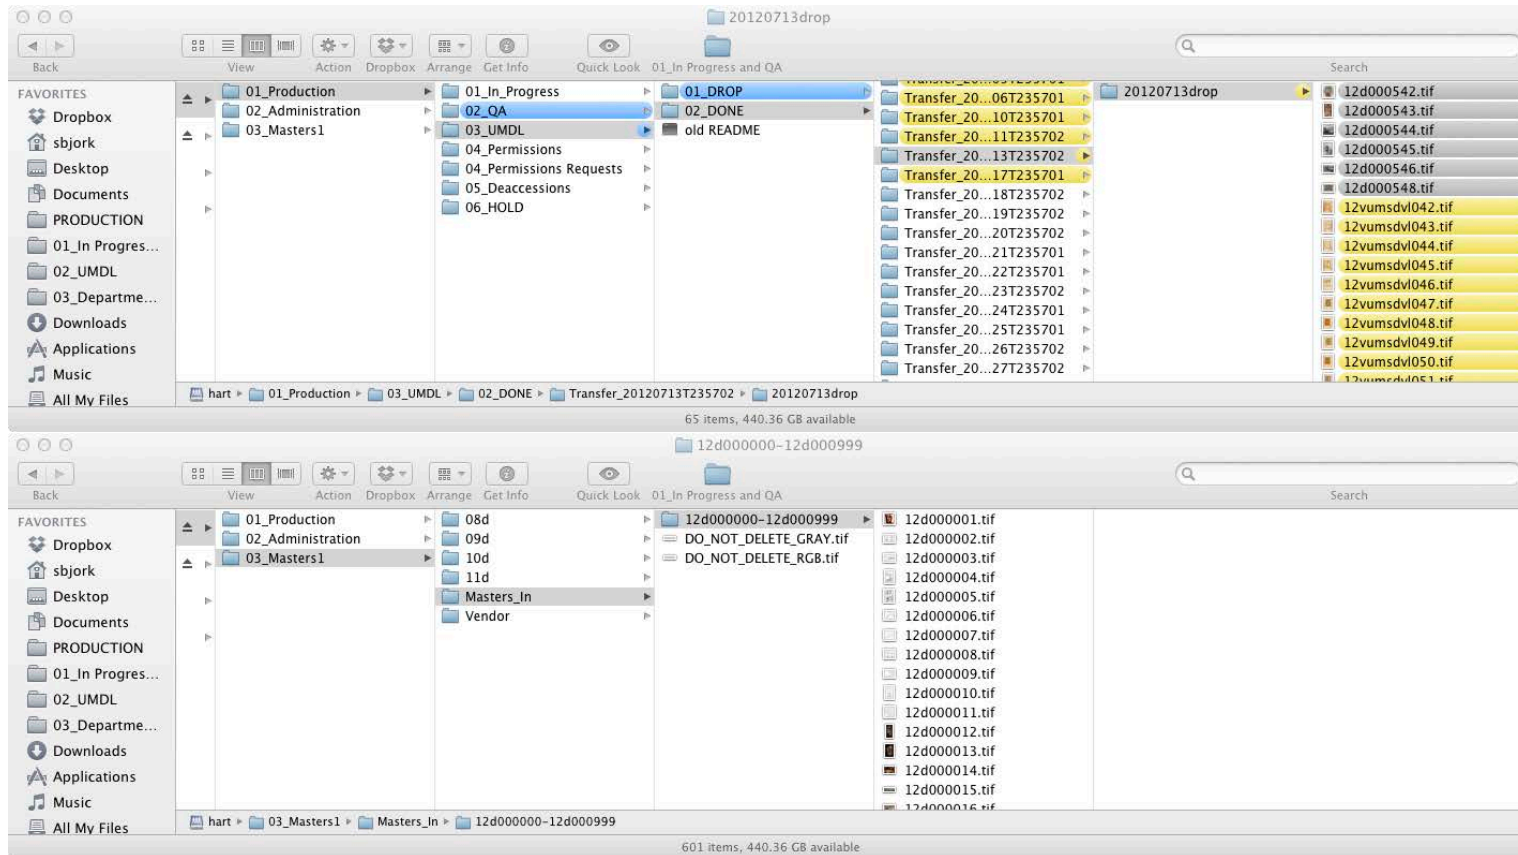 20120713drop
Back View Action Dropbox Arrange Get Info Quick Look 01_In Progress and QA Search
FAVORITES
Dropbox
sbjork
Desktop
Documents
PRODUCTION
01_In Progres...
02_UMDL
03_Departme...
Downloads
Applications
Music
All My Files
01_Production
02_Administration
03_Masters1
01_In_Progress
02_QA
03_UMDL
04_Permissions
04_Permissions Requests
05_Deaccessions
06_HOLD
01_DROP
02_DONE
old README
Transfer_20...06T235701
Transfer_20...10T235701
Transfer_20...11T235702
Transfer_20...13T235702
Transfer_20...17T235701
Transfer_20...18T235702
Transfer_20...19T235702
Transfer_20...20T235702
Transfer_20...21T235701
Transfer_20...22T235701
Transfer_20...23T235702
Transfer_20...24T235701
Transfer_20...25T235701
Transfer_20...26T235702
Transfer_20...27T235702
20120713drop
12d000542.tif
12d000543.tif
12d000544.tif
12d000545.tif
12d000546.tif
12d000548.tif
12vumsdvl042.tif
12vumsdvl043.tif
12vumsdvl044.tif
12vumsdvl045.tif
12vumsdvl046.tif
12vumsdvl047.tif
12vumsdvl048.tif
12vumsdvl049.tif
12vumsdvl050.tif
12vumsdvl051.tif
hart 01_Production 03_UMDL 02_DONE Transfer_20120713T235702 20120713drop
65 items, 440.36 GB available
12d000000-12d000999
Back View Action Dropbox Arrange Get Info Quick Look 01_In Progress and QA Search
FAVORITES
Dropbox
sbjork
Desktop
Documents
PRODUCTION
01_In Progres...
02_UMDL
03_Departme...
Downloads
Applications
Music
All My Files
01_Production
02_Administration
03_Masters1
08d
09d
10d
11d
Masters_In
Vendor
12d000000-12d000999
DO_NOT_DELETE_GRAY.tif
DO_NOT_DELETE_RGB.tif
12d000001.tif
12d000002.tif
12d000003.tif
12d000004.tif
12d000005.tif
12d000006.tif
12d000007.tif
12d000008.tif
12d000009.tif
12d000010.tif
12d000011.tif
12d000012.tif
12d000013.tif
12d000014.tif
12d000015.tif
12d000016.tif
hart 03_Masters1 Masters_In 12d000000-12d000999
601 items, 440.36 GB available